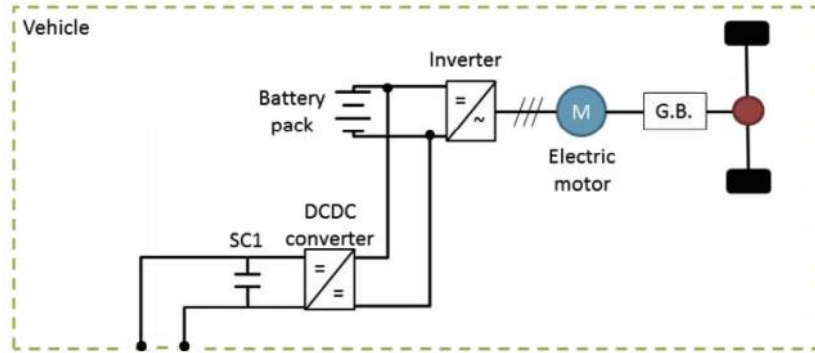 Vehicle
Inverter
Battery
pack
=
~
M
G.B.
Electric
motor
DCDC
converter
SC1
=
=